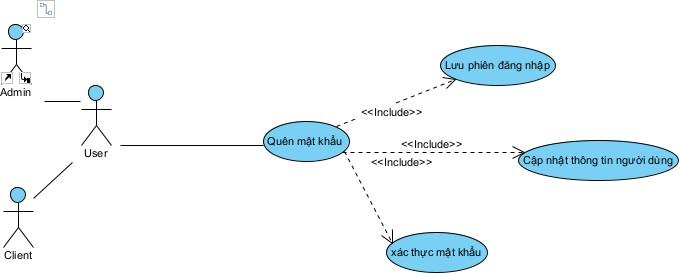 Admin
User
Client
Quên mật khẩu
Lưu phiên đăng nhập
<<Include>>
<<Include>>
<<Include>>
Cập nhật thông tin người dùng
xác thực mật khẩu